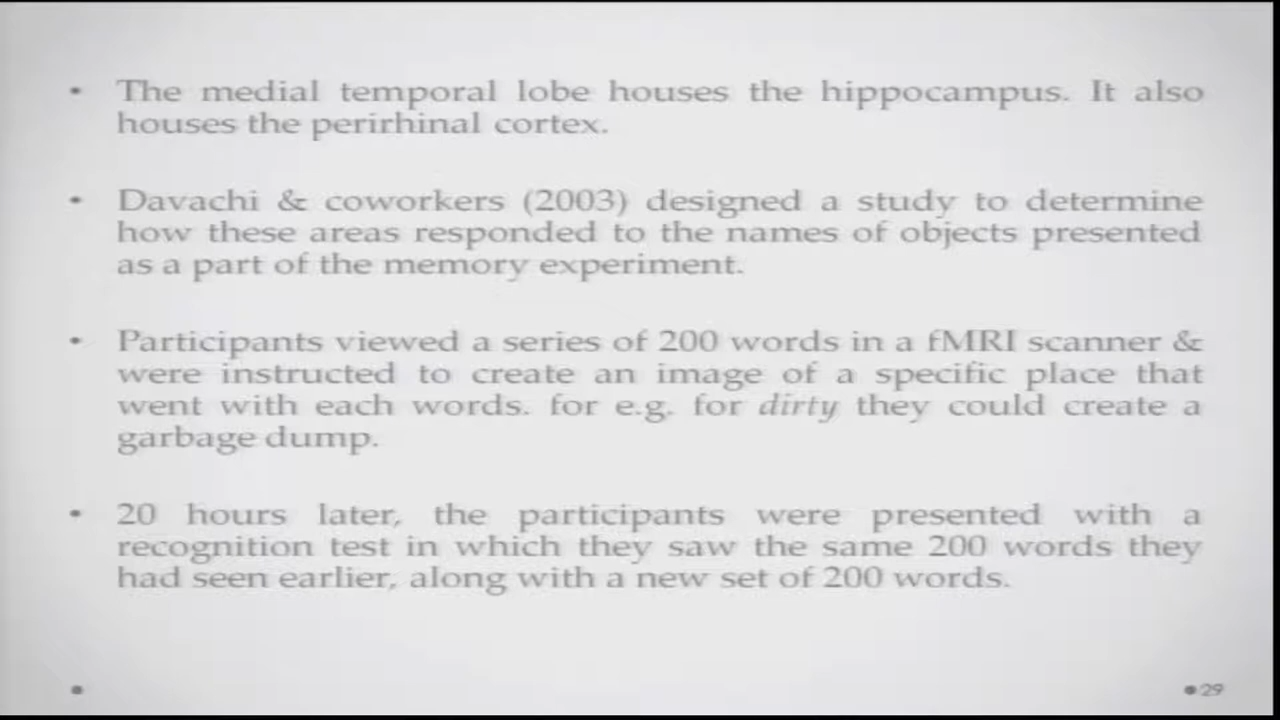 • The medial temporal lobe houses the hippocampus. It also
houses the perirhinal cortex.
• Davachi & coworkers (2003) designed a study to determine
how these areas responded to the names of objects presented
as a part of the memory experiment.
• Participants viewed a series of 200 words in a fMRI scanner &
were instructed to create an image of a specific place that
went with each words. for e.g. for dirty they could create a
garbage dump.
• 20 hours later, the participants were presented with a
recognition test in which they saw the same 200 words they
had seen earlier, along with a new set of 200 words.
• 29